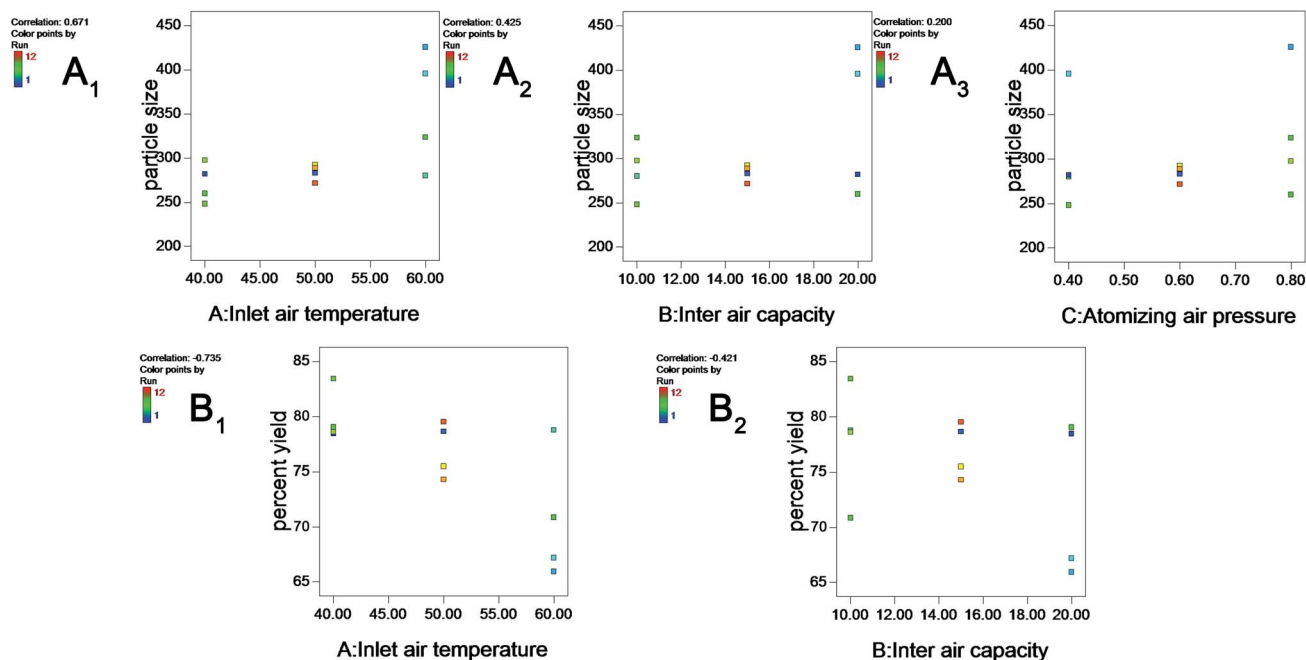 Correlation: 0.671
Color points by
Run
12
1
A1
particle size
450
400
350
300
250
200
40.00 45.00 50.00 55.00 60.00
A:Inlet air temperature
Correlation: 0.425
Color points by
Run
12
1
A2
particle size
450
400
350
300
250
200
10.00 12.00 14.00 16.00 18.00 20.00
B:Inter air capacity
Correlation: 0.200
Color points by
Run
12
1
A3
particle size
450
400
350
300
250
200
0.40 0.50 0.60 0.70 0.80
C:Atomizing air pressure
Correlation: -0.735
Color points by
Run
12
1
B1
percent yield
85
80
75
70
65
40.00 45.00 50.00 55.00 60.00
A:Inlet air temperature
Correlation: -0.421
Color points by
Run
12
1
B2
percent yield
85
80
75
70
65
10.00 12.00 14.00 16.00 18.00 20.00
B:Inter air capacity